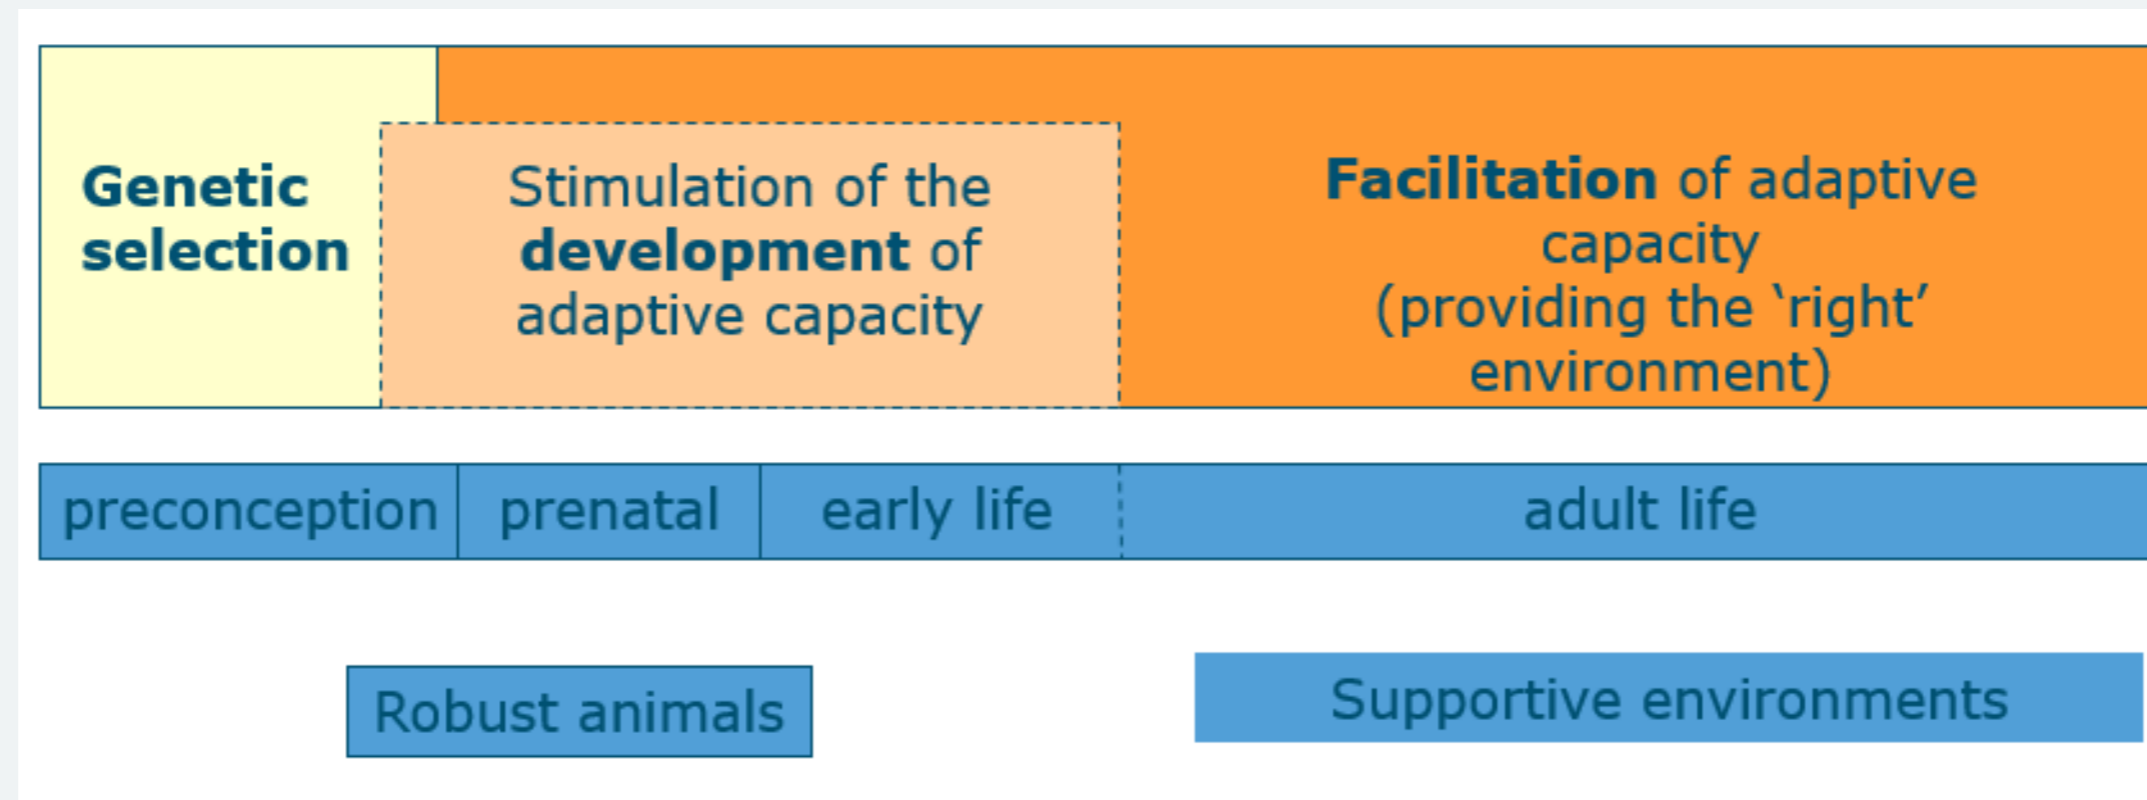 Genetic
selection
Stimulation of the
development of
adaptive capacity
Facilitation of adaptive
capacity
(providing the ‘right’
environment)
preconception
prenatal
early life
adult life
Robust animals
Supportive environments